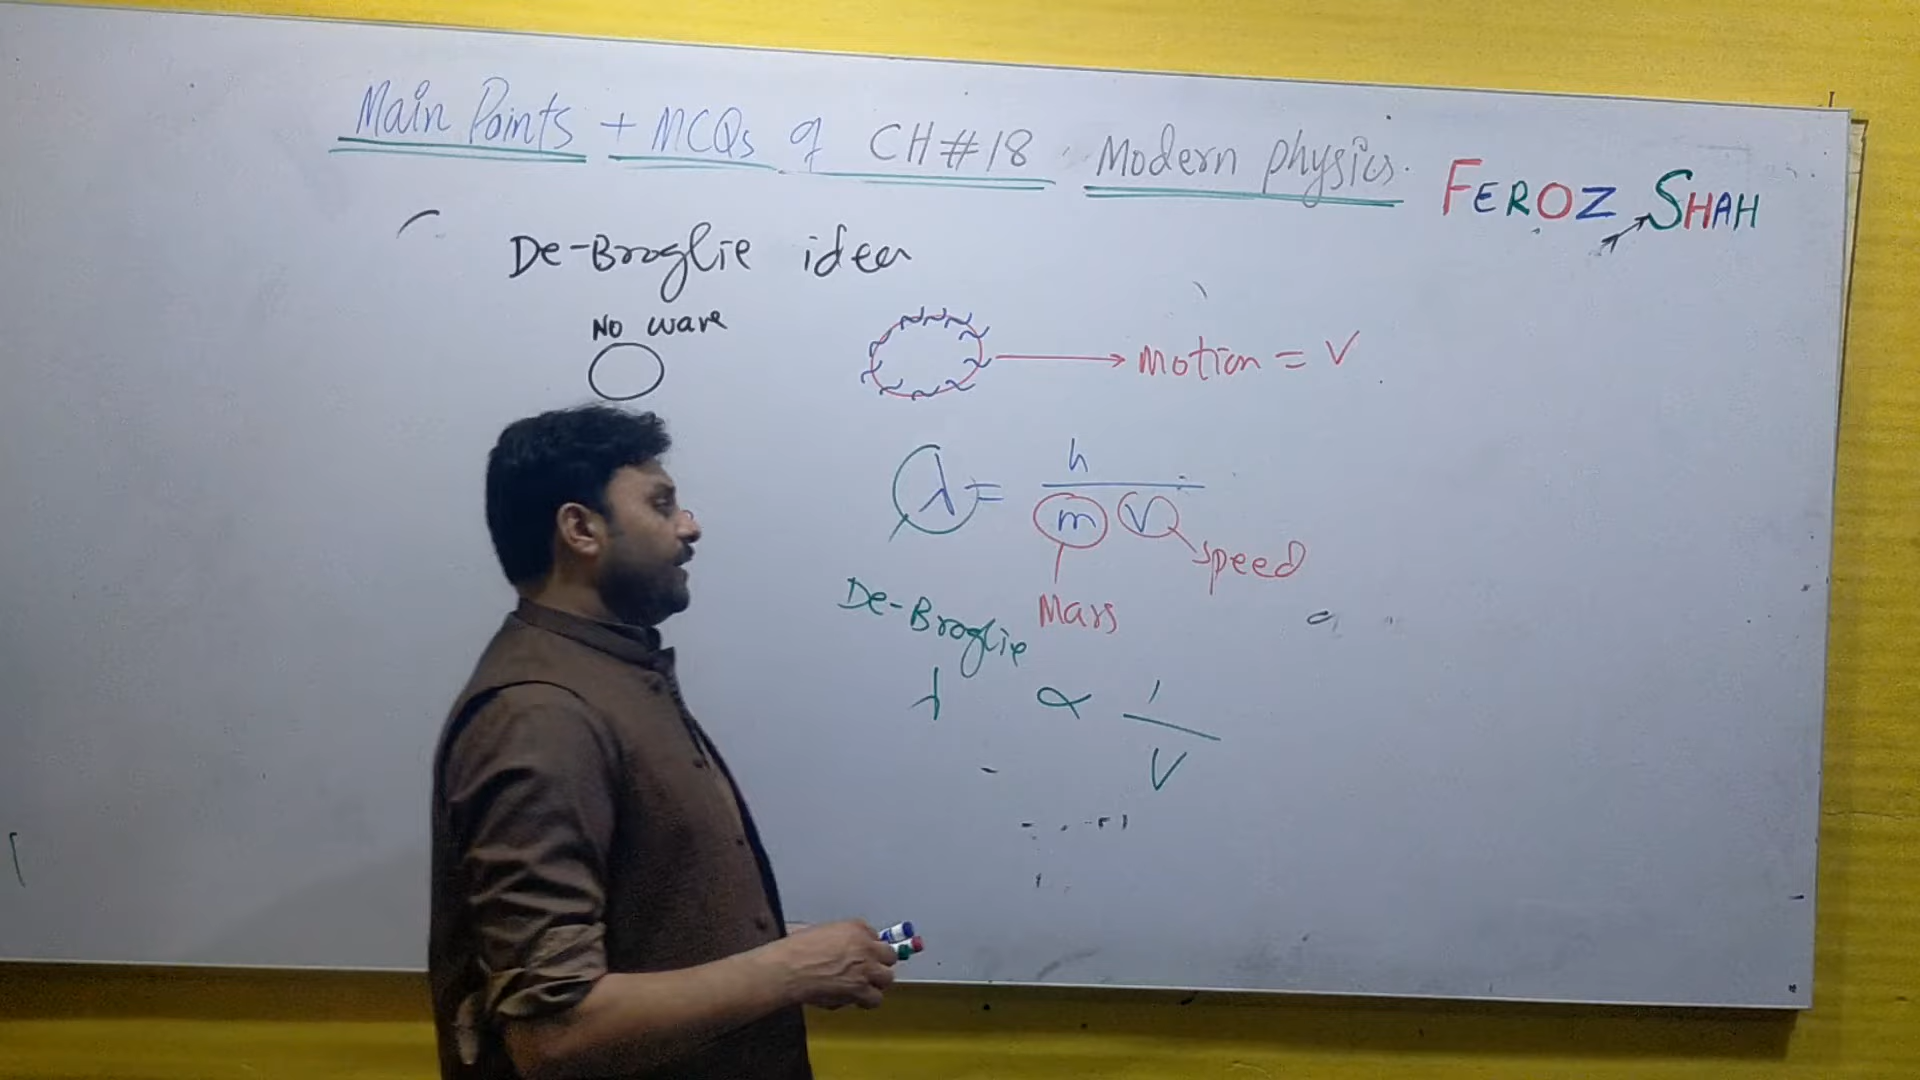 Main Points + MCQs of CH#18 Modern physics.
FEROZ SHAH
De-Broglie idea
No wave
Motion = V
λ = h / m V
speed
Mass
De-Broglie
λ ∝ 1 / V